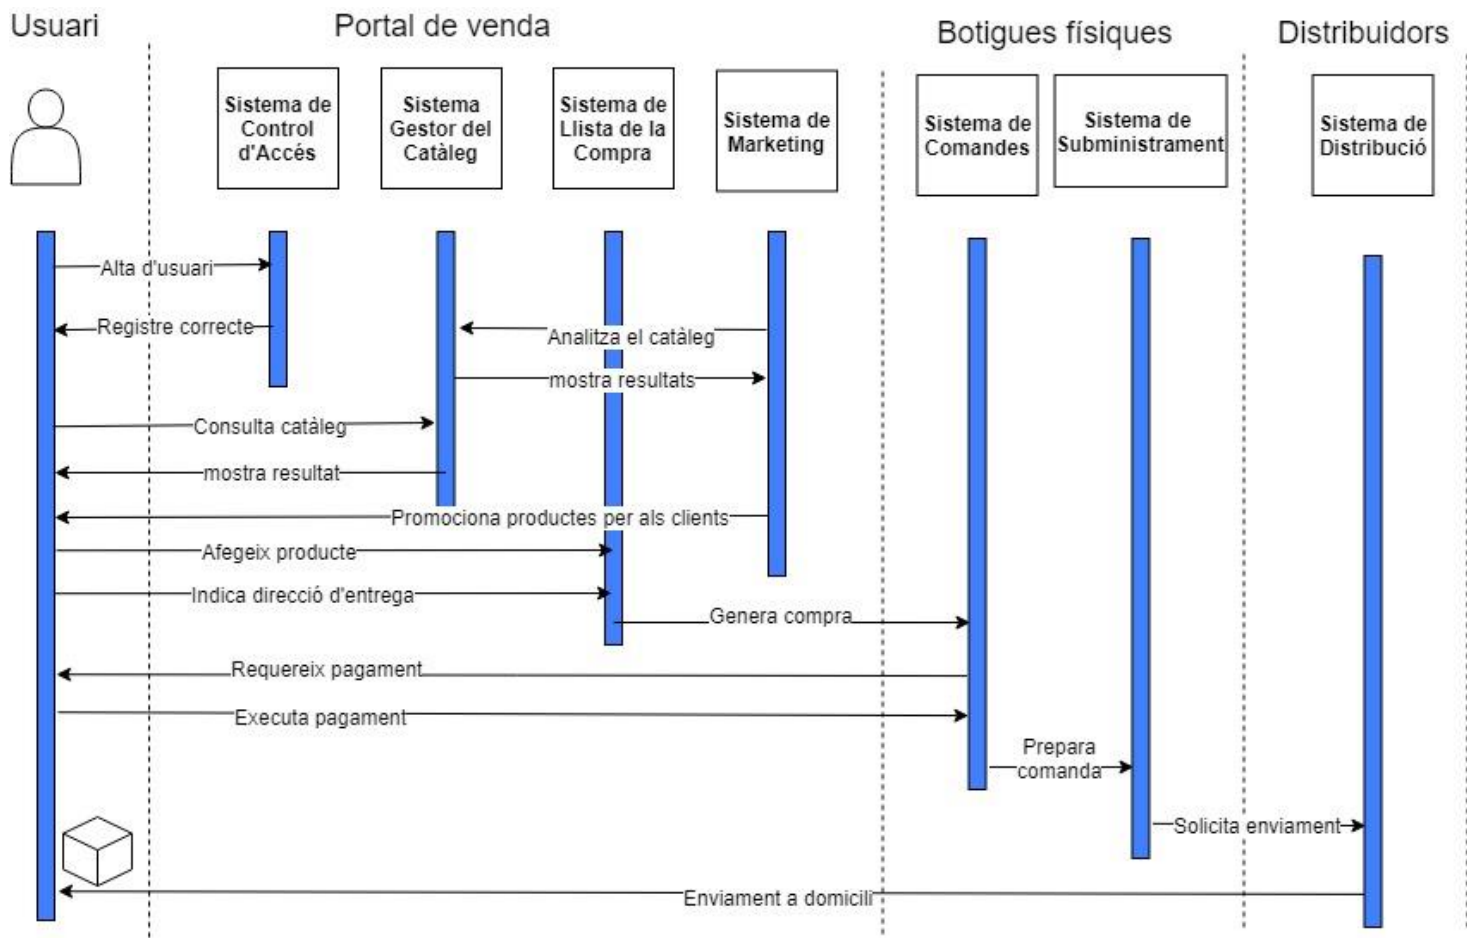 Usuari
Portal de venda
Botigues físiques
Distribuidors
Sistema de
Control
d'Accés
Sistema
Gestor del
Catàleg
Sistema de
Llista de la
Compra
Sistema de
Marketing
Sistema de
Comandes
Sistema de
Subministrament
Sistema de
Distribució
Alta d'usuari
Registre correcte
Analitza el catàleg
mostra resultats
Consulta catàleg
mostra resultat
Promociona productes per als clients
Afegeix producte
Indica direcció d'entrega
Genera compra
Requereix pagament
Executa pagament
Prepara
comanda
Solicita enviament
Enviament a domicili